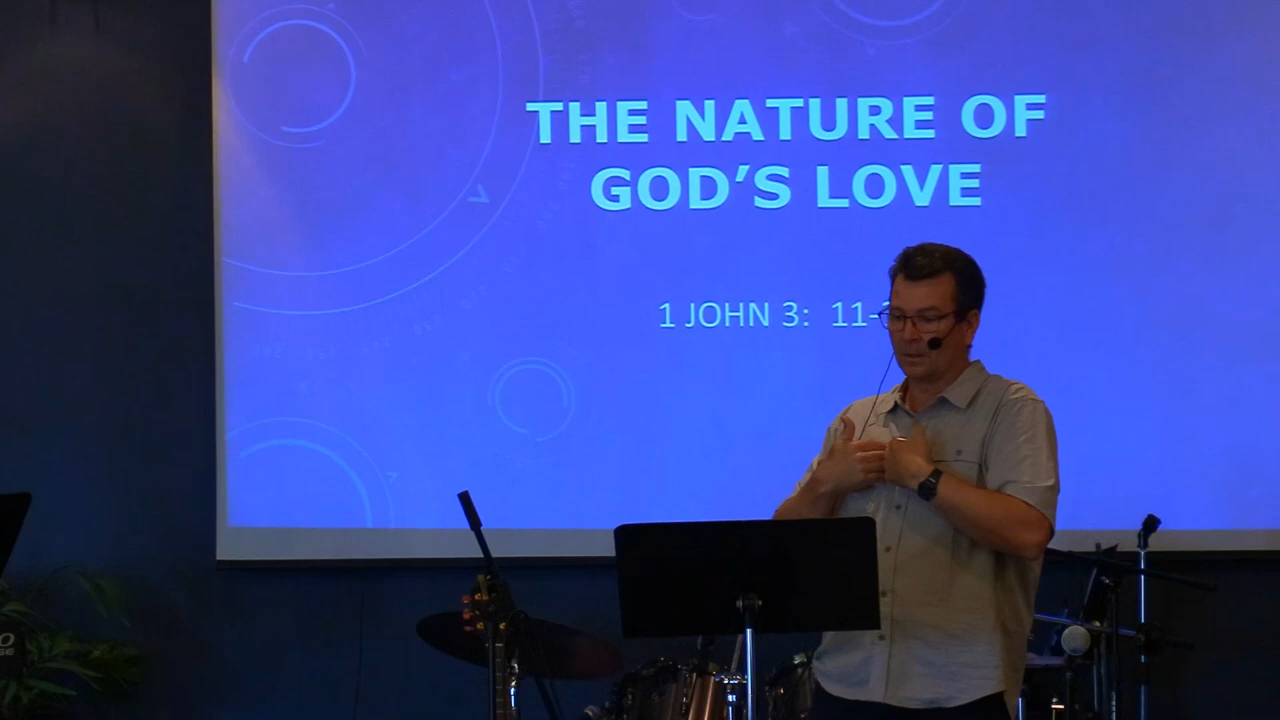 THE NATURE OF
GOD’S LOVE
1 JOHN 3:  11-